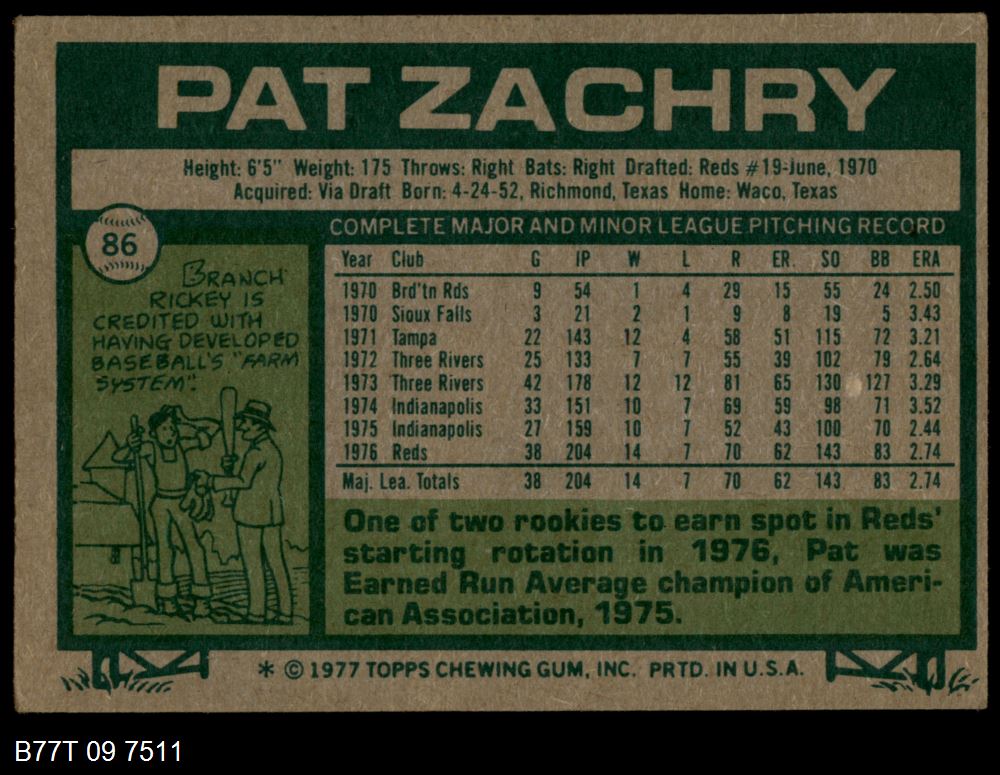 PAT ZACHRY
Height: 6'5" Weight: 175 Throws: Right Bats: Right Drafted: Reds #19-June, 1970
Acquired: Via Draft Born: 4-24-52, Richmond, Texas Home: Waco, Texas
86
BRANCH
RICKEY IS
CREDITED WITH
HAVING DEVELOPED
BASEBALL'S "FARM
SYSTEM".
COMPLETE MAJOR AND MINOR LEAGUE PITCHING RECORD
Year Club G IP W L R ER. SO BB ERA
1970 Brd'tn Rds 9 54 1 4 29 15 55 24 2.50
1970 Sioux Falls 3 21 2 1 9 8 19 5 3.43
1971 Tampa 22 143 12 4 58 51 115 72 3.21
1972 Three Rivers 25 133 7 7 55 39 102 79 2.64
1973 Three Rivers 42 178 12 12 81 65 130 127 3.29
1974 Indianapolis 33 151 10 7 69 59 98 71 3.52
1975 Indianapolis 27 159 10 7 52 43 100 70 2.44
1976 Reds 38 204 14 7 70 62 143 83 2.74
Maj. Lea. Totals 38 204 14 7 70 62 143 83 2.74
One of two rookies to earn spot in Reds'
starting rotation in 1976, Pat was
Earned Run Average champion of Ameri-
can Association, 1975.
* © 1977 TOPPS CHEWING GUM, INC. PRTD. IN U.S.A.
B77T 09 7511